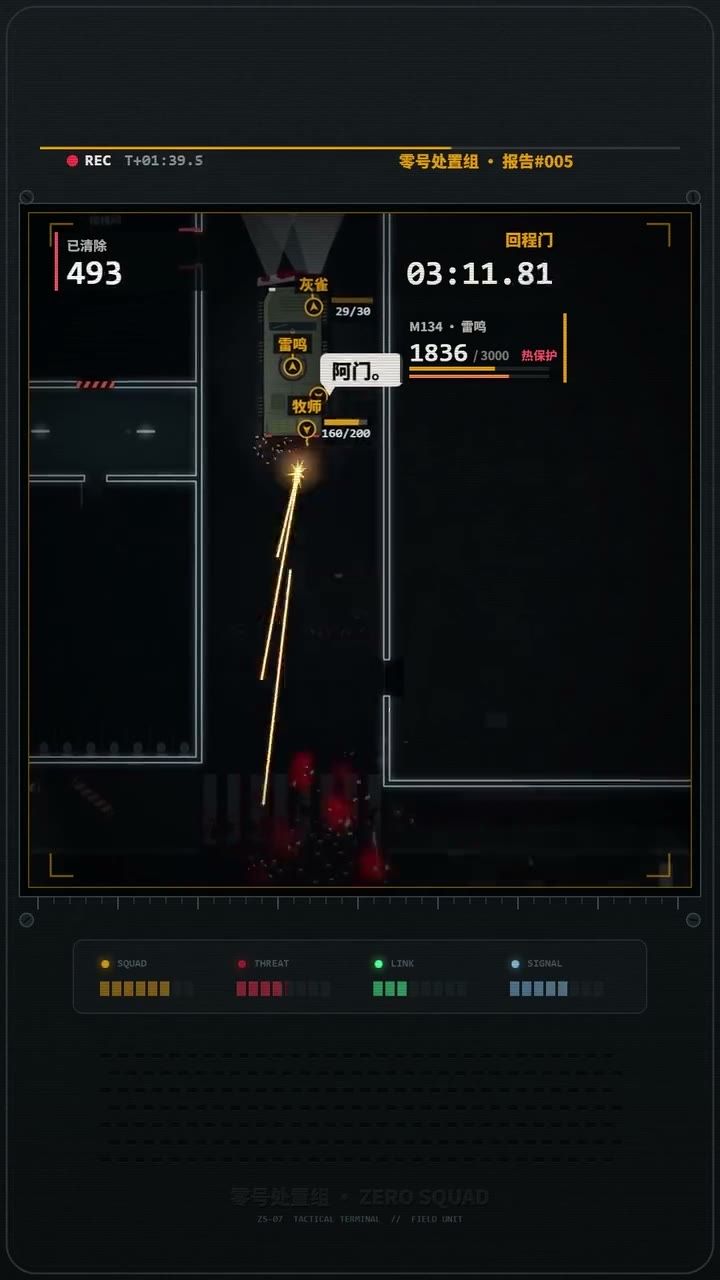 REC T+01:39.5
零号处置组 • 报告#005
已清除
493
回程门
03:11.81
灰雀
29/30
M134 • 雷鸣
1836 / 3000 热保护
雷鸣
阿门。
牧师
160/200
SQUAD THREAT LINK SIGNAL
零号处置组 • ZERO SQUAD
ZS-07 TACTICAL TERMINAL // FIELD UNIT